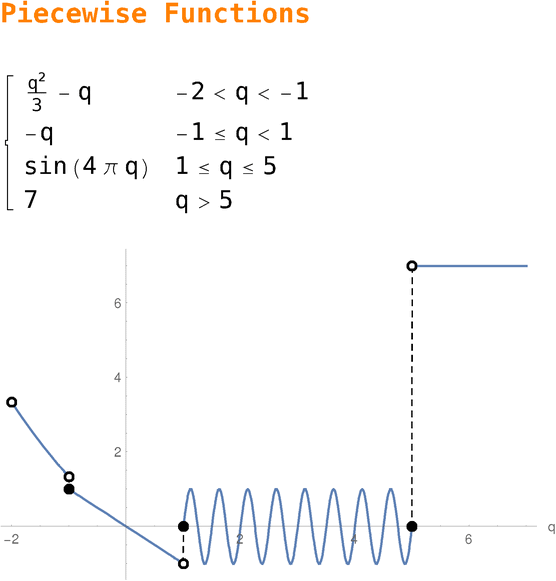 Piecewise Functions
q²/3 − q    −2 < q < −1
−q    −1 ≤ q < 1
sin(4 π q)    1 ≤ q ≤ 5
7    q > 5
6
4
2
−2 2 4 6 q